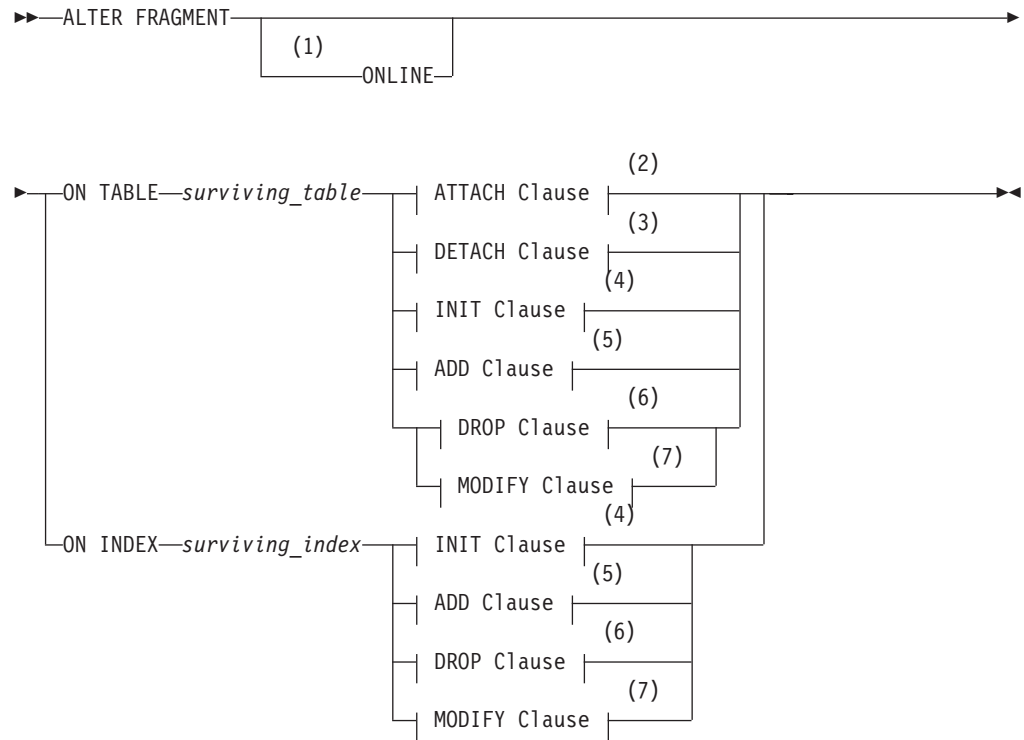 ALTER FRAGMENT
(1)
ONLINE
(2)
ON TABLE surviving_table ATTACH Clause
(3)
DETACH Clause
(4)
INIT Clause
(5)
ADD Clause
(6)
DROP Clause
(7)
MODIFY Clause
(4)
ON INDEX surviving_index INIT Clause
(5)
ADD Clause
(6)
DROP Clause
(7)
MODIFY Clause